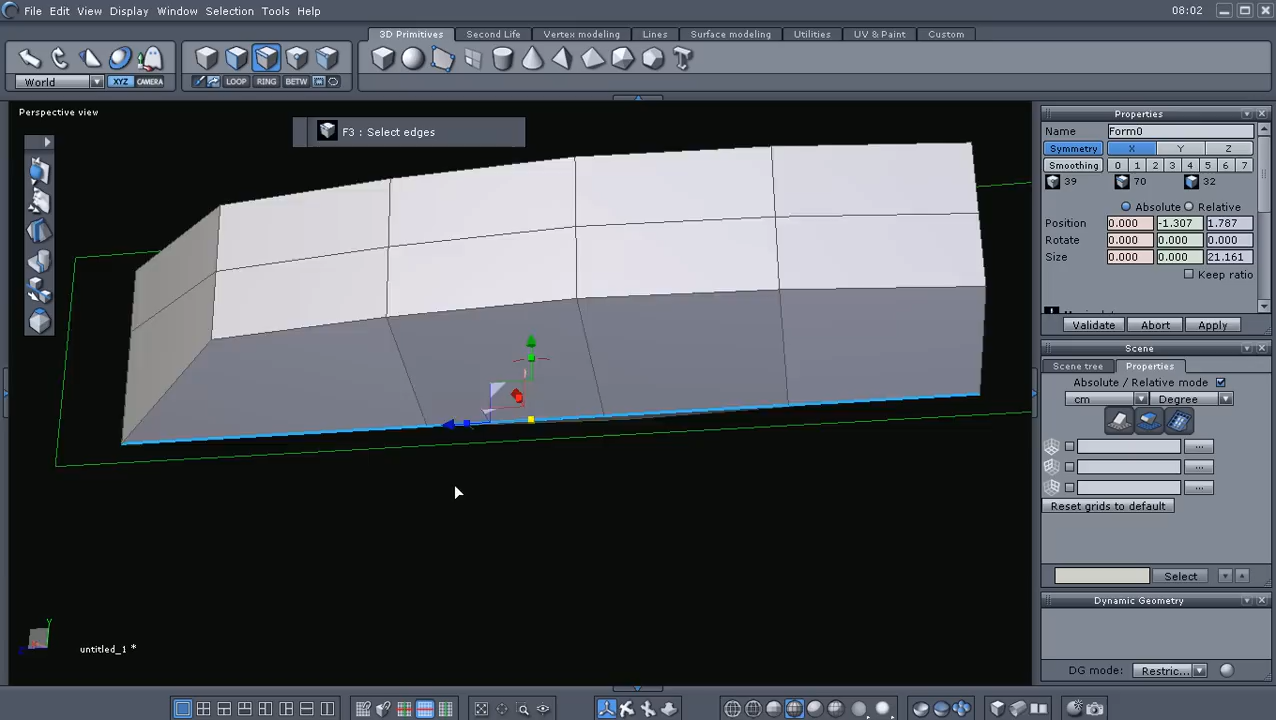 File Edit View Display Window Selection Tools Help 08:02
3D Primitives Second Life Vertex modeling Lines Surface modeling Utilities UV & Paint Custom
World XYZ CAMERA LOOP RING BETW
Perspective view
F3 : Select edges
Properties
Name Form0
Symmetry X Y Z
Smoothing 0 1 2 3 4 5 6 7
39 70 32
Absolute Relative
Position 0.000 -1.307 1.787
Rotate 0.000 0.000 0.000
Size 0.000 0.000 21.161
Keep ratio
Validate Abort Apply
Scene
Scene tree Properties
Absolute / Relative mode
cm Degree
...
...
...
Reset grids to default
Select
Dynamic Geometry
DG mode: Restric...
Y
untitled_1 *